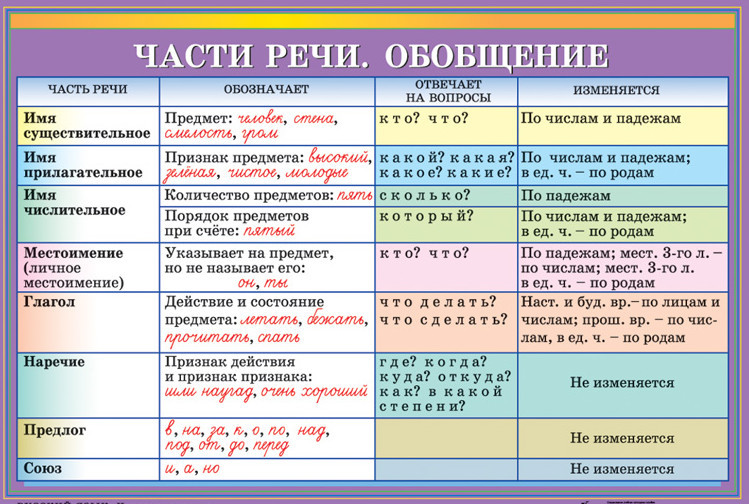 ЧАСТИ РЕЧИ. ОБОБЩЕНИЕ
ЧАСТЬ РЕЧИ
ОБОЗНАЧАЕТ
ОТВЕЧАЕТ
НА ВОПРОСЫ
ИЗМЕНЯЕТСЯ
Имя
существительное
Предмет: человек, стена,
смелость, гром
кто? что?
По числам и падежам
Имя
прилагательное
Признак предмета: высокий,
зелёная, чистое, молодые
какой? какая?
какое? какие?
По числам и падежам;
в ед. ч. – по родам
Имя
числительное
Количество предметов: пять
сколько?
По падежам
Порядок предметов
при счёте: пятый
который?
По числам и падежам;
в ед. ч. – по родам
Местоимение
(личное
местоимение)
Указывает на предмет,
но не называет его:
он, ты
кто? что?
По падежам; мест. 3-го л. –
по числам; мест. 3-го л.
в ед. ч. – по родам
Глагол
Действие и состояние
предмета: летать, бежать,
прочитать, спать
что делать?
что сделать?
Наст. и буд. вр. – по лицам и
числам; прош. вр. – по чис-
лам, в ед. ч. – по родам
Наречие
Признак действия
и признак признака:
шли наугад, очень хороший
где? когда?
куда? откуда?
как? в какой
степени?
Не изменяется
Предлог
в, на, за, к, о, по, над,
под, от, до, перед
Не изменяется
Союз
и, а, но
Не изменяется